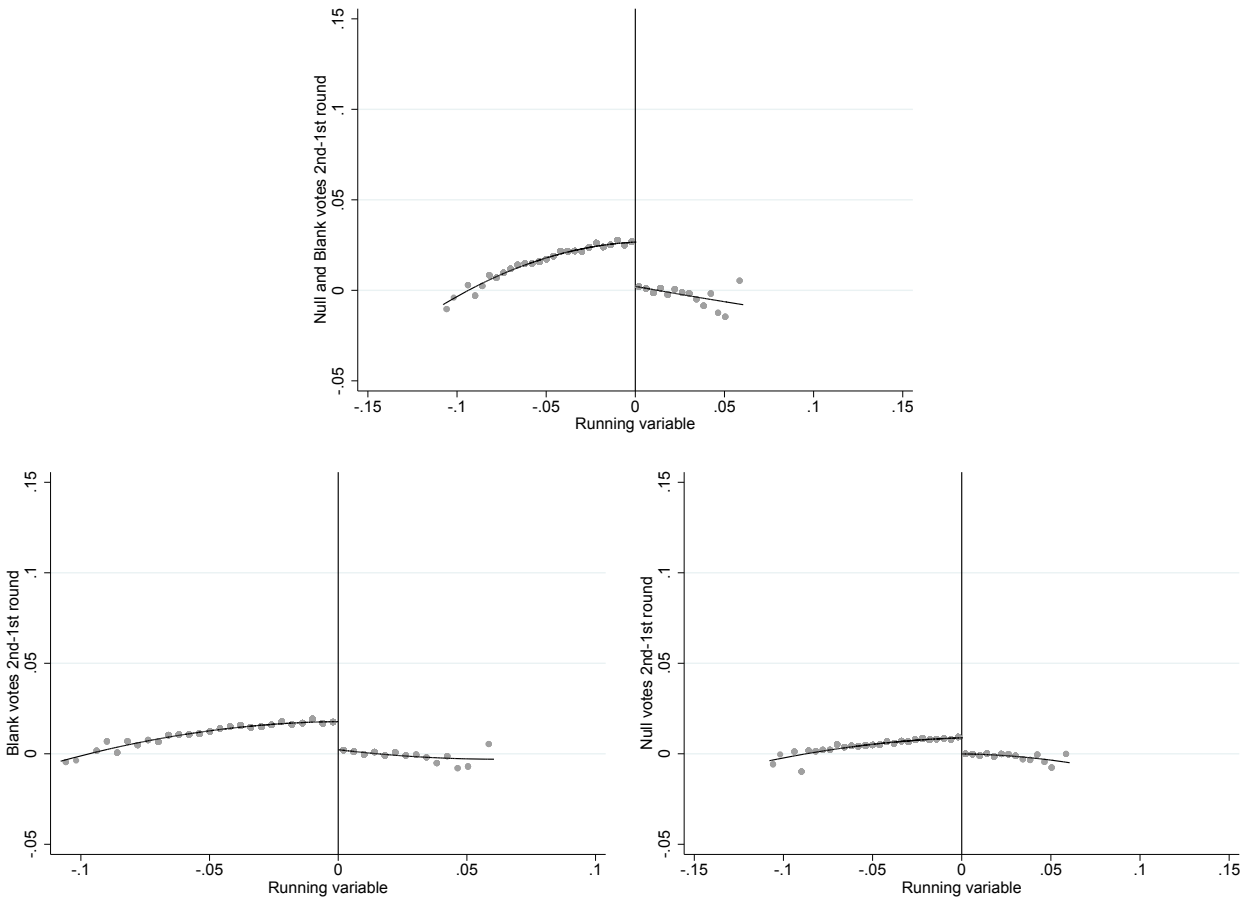 Null and Blank votes 2nd-1st round
.15
.1
.05
0
-.05
-.15 -.1 -.05 0 .05 .1 .15
Running variable
Blank votes 2nd-1st round
.15
.1
.05
0
-.05
-.1 -.05 0 .05 .1
Running variable
Null votes 2nd-1st round
.15
.1
.05
0
-.05
-.15 -.1 -.05 0 .05 .1 .15
Running variable